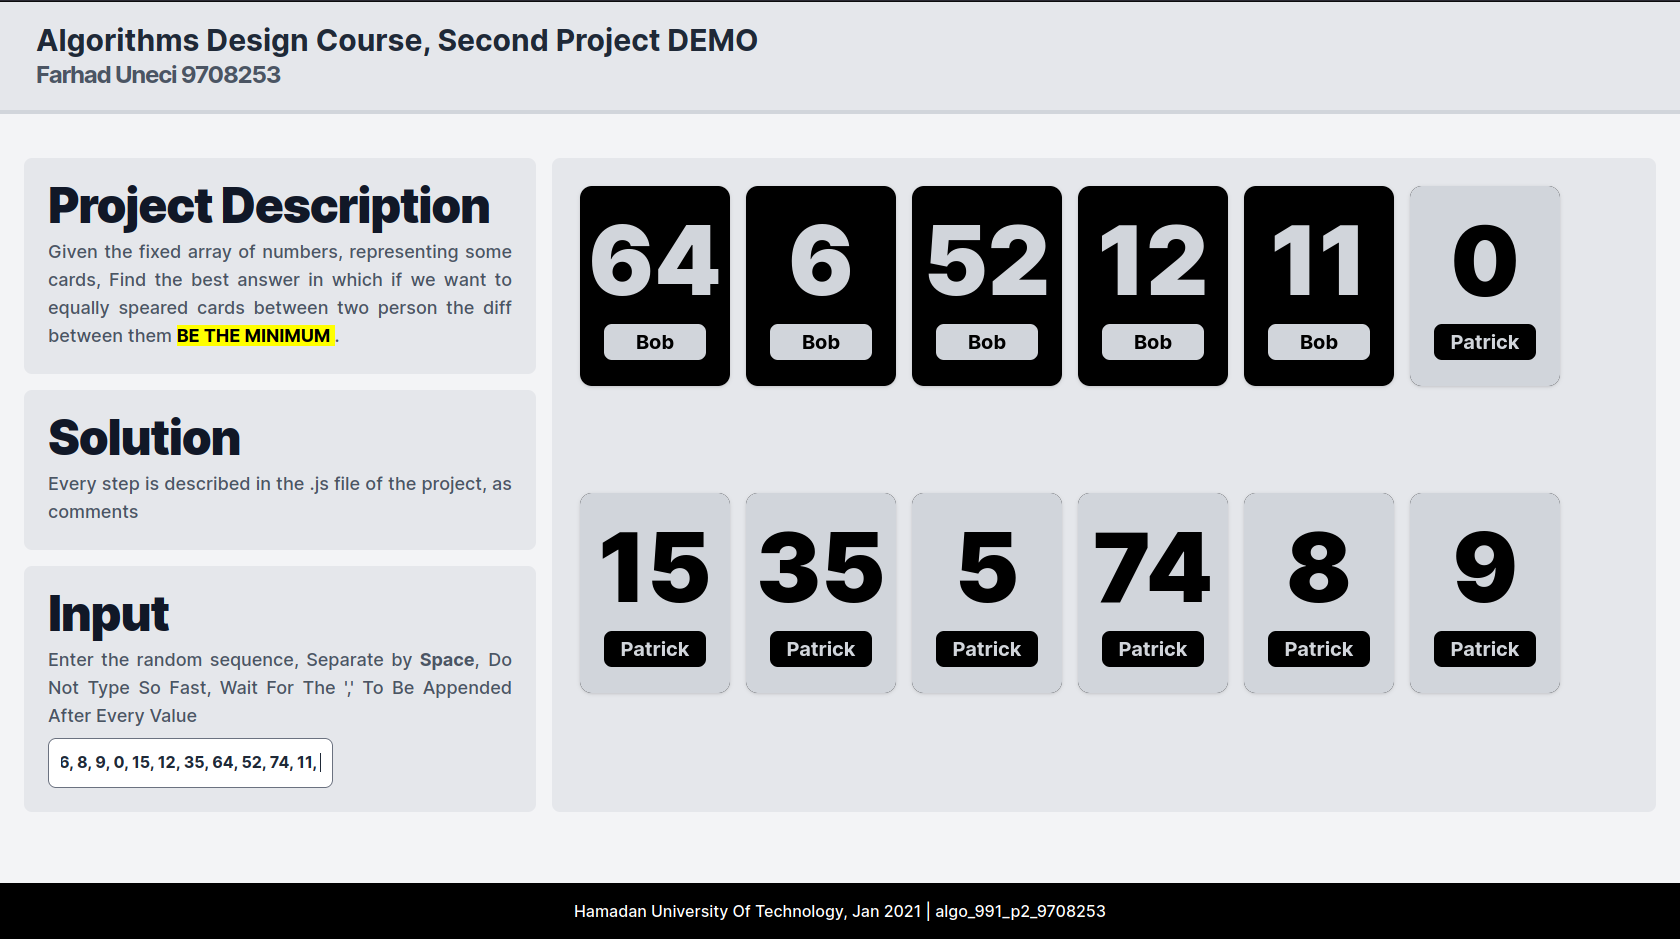 Algorithms Design Course, Second Project DEMO
Farhad Uneci 9708253
Project Description
Given the fixed array of numbers, representing some
cards, Find the best answer in which if we want to
equally speared cards between two person the diff
between them BE THE MINIMUM .
Solution
Every step is described in the .js file of the project, as
comments
Input
Enter the random sequence, Separate by Space, Do
Not Type So Fast, Wait For The ',' To Be Appended
After Every Value
6, 8, 9, 0, 15, 12, 35, 64, 52, 74, 11,
64 6 52 12 11 0
Bob Bob Bob Bob Bob Patrick
15 35 5 74 8 9
Patrick Patrick Patrick Patrick Patrick Patrick
Hamadan University Of Technology, Jan 2021 | algo_991_p2_9708253